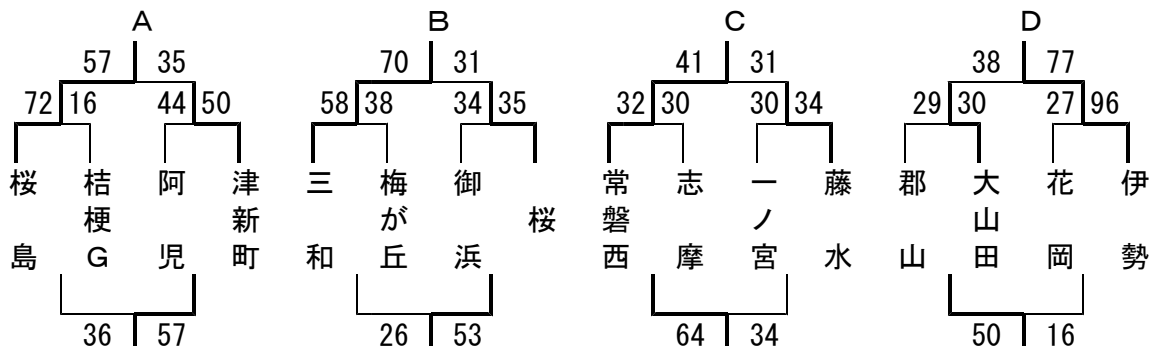 A B C D
57 35 70 31 41 31 38 77
72 16 44 50 58 38 34 35 32 30 30 34 29 30 27 96
桜島 桔梗G 阿児 津新町 三和 梅が丘 御浜 桜 常磐西 志摩 一ノ宮 藤水 郡山 大山田 花岡 伊勢
36 57 26 53 64 34 50 16